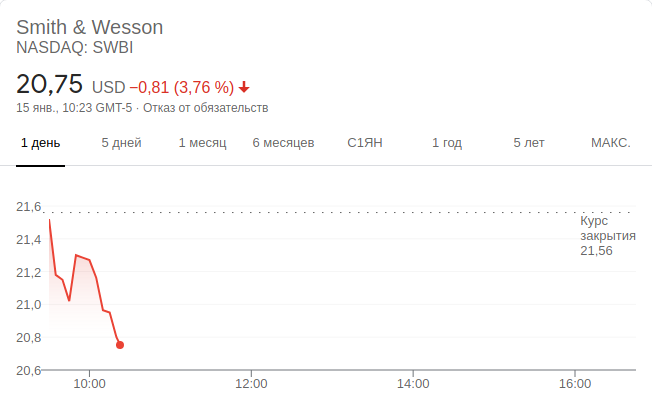 Smith & Wesson
NASDAQ: SWBI
20,75 USD −0,81 (3,76 %)
15 янв., 10:23 GMT-5 · Отказ от обязательств
1 день 5 дней 1 месяц 6 месяцев С1ЯН 1 год 5 лет МАКС.
21,6
Курс
закрытия
21,56
21,4
21,2
21,0
20,8
20,6
10:00 12:00 14:00 16:00